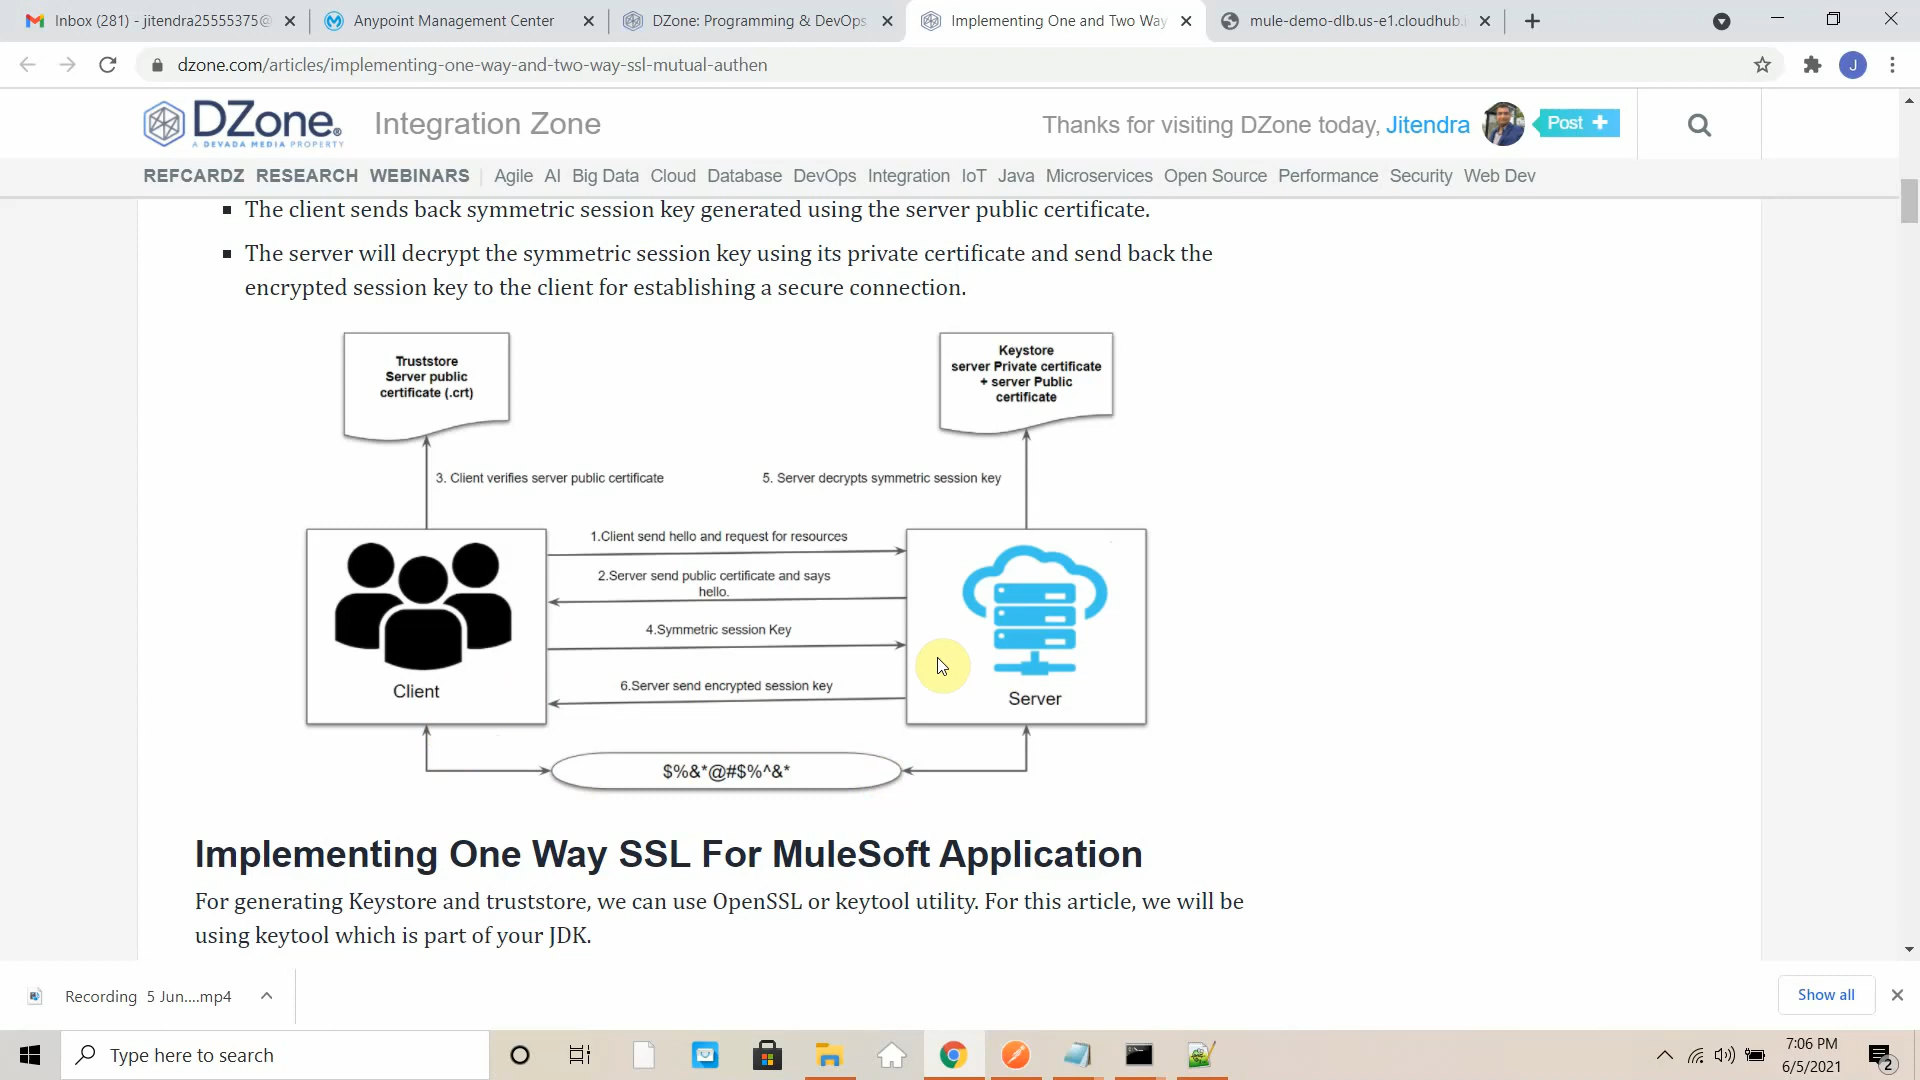 Inbox (281) - jitendra25555375@
Anypoint Management Center
DZone: Programming & DevOps
Implementing One and Two Way
mule-demo-dlb.us-e1.cloudhub.i
dzone.com/articles/implementing-one-way-and-two-way-ssl-mutual-authen
J
DZone.
A DEVADA MEDIA PROPERTY
Integration Zone
Thanks for visiting DZone today, Jitendra
Post +
REFCARDZ RESEARCH WEBINARS | Agile AI Big Data Cloud Database DevOps Integration IoT Java Microservices Open Source Performance Security Web Dev
The client sends back symmetric session key generated using the server public certificate.
The server will decrypt the symmetric session key using its private certificate and send back the
encrypted session key to the client for establishing a secure connection.
Truststore
Server public
certificate (.crt)
Keystore
server Private certificate
+ server Public
certificate
3. Client verifies server public certificate
5. Server decrypts symmetric session key
1.Client send hello and request for resources
2.Server send public certificate and says
hello.
4.Symmetric session Key
6.Server send encrypted session key
Client
Server
$%&*@#$%^&*
Implementing One Way SSL For MuleSoft Application
For generating Keystore and truststore, we can use OpenSSL or keytool utility. For this article, we will be
using keytool which is part of your JDK.
Recording 5 Jun....mp4
Show all
Type here to search
7:06 PM
6/5/2021
2